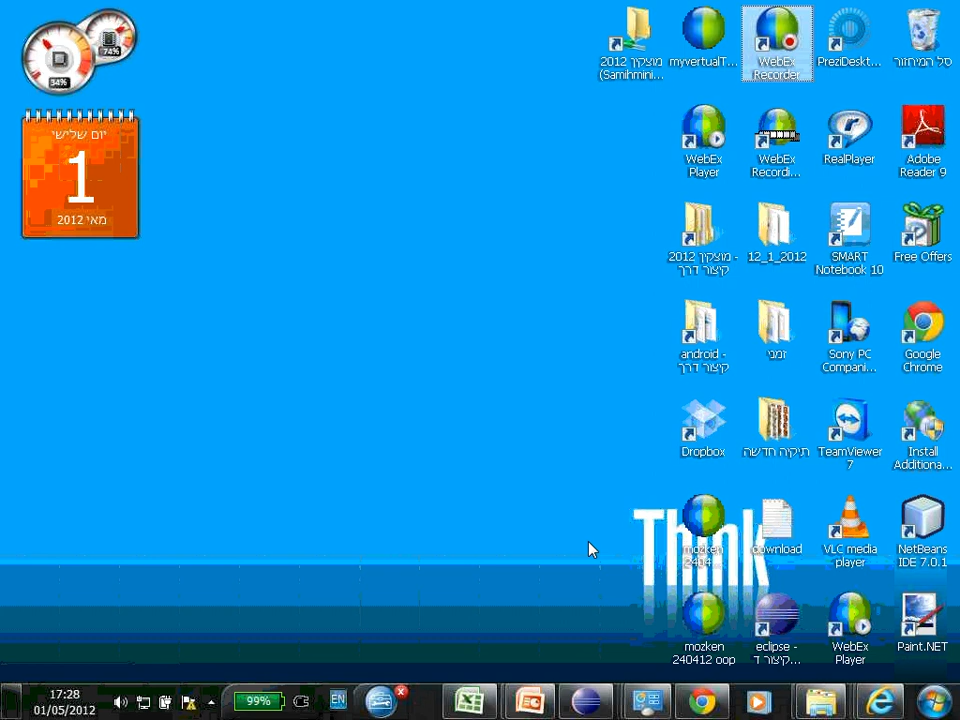 74%
34%
יום שלישי
1
מאי 2012
מוצקין 2012
(Samihmini...
myvertualT...
WebEx
Recorder
PreziDeskt...
סל המיחזור
WebEx
Player
WebEx
Recordi...
RealPlayer
Adobe
Reader 9
מוצקין 2012 -
קיצור דרך
12_1_2012
SMART
Notebook 10
Free Offers
android -
קיצור דרך
זמני
Sony PC
Compani...
Google
Chrome
Dropbox
תיקיה חדשה
TeamViewer
7
Install
Additiona...
Think
mozken
2404...
download
VLC media
player
NetBeans
IDE 7.0.1
mozken
240412 oop
eclipse -
קיצור ד...
WebEx
Player
Paint.NET
17:28
01/05/2012
99%
EN